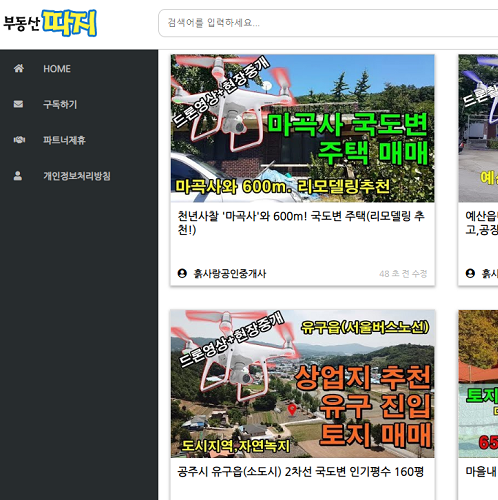 부동산 따지
검색어를 입력하세요...
HOME
구독하기
파트너제휴
개인정보처리방침
드론영상+현장중개
마곡사 국도변
주택 매매
마곡사와 600m. 리모델링추천
천년사찰 '마곡사'와 600m! 국도변 주택(리모델링 추
천!)
흙사랑공인중개사
48 초 전 수정
예산읍
고,공장
흙사
드론영상+현장중개
유구읍(서울버스노선)
상업지 추천
유구 진입
토지 매매
도시지역,자연녹지
공주시 유구읍(소도시) 2차선 국도변 인기평수 160평
토지
65
마을내